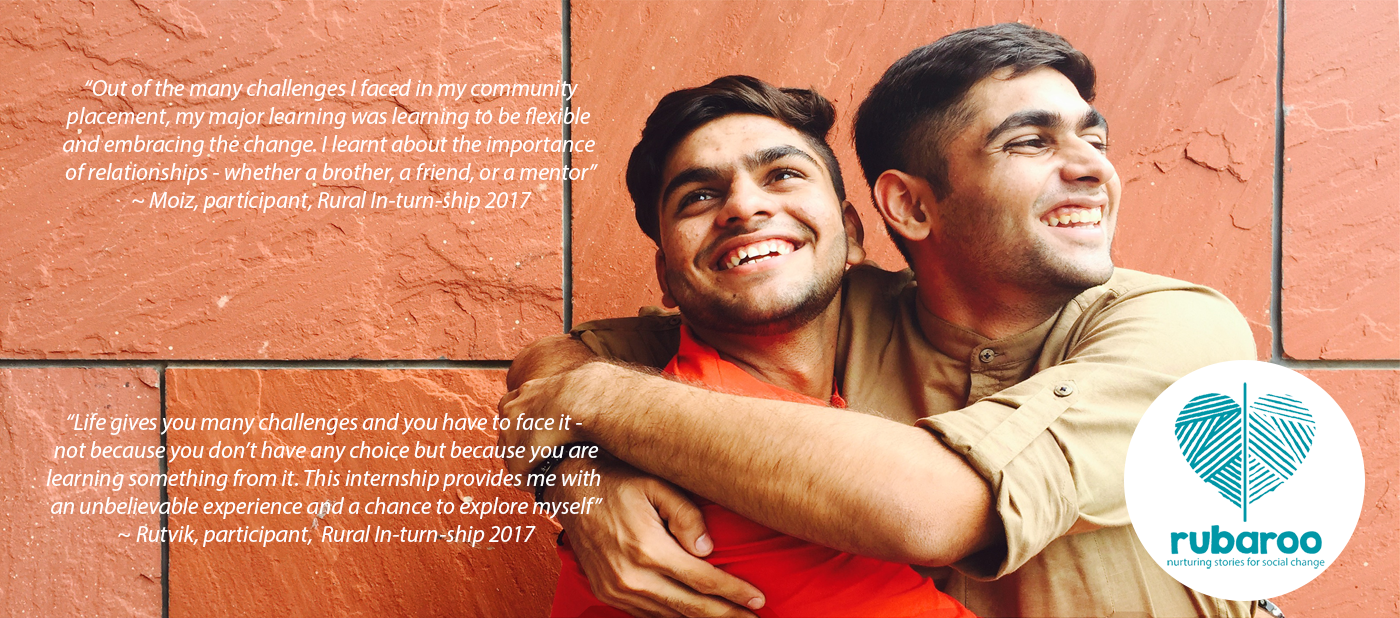 “Out of the many challenges I faced in my community
placement, my major learning was learning to be flexible
and embracing the change. I learnt about the importance
of relationships - whether a brother, a friend, or a mentor”
~ Moiz, participant, Rural In-turn-ship 2017
“Life gives you many challenges and you have to face it -
not because you don’t have any choice but because you are
learning something from it. This internship provides me with
an unbelievable experience and a chance to explore myself”
~ Rutvik, participant,  Rural In-turn-ship 2017
rubaroo
nurturing stories for social change